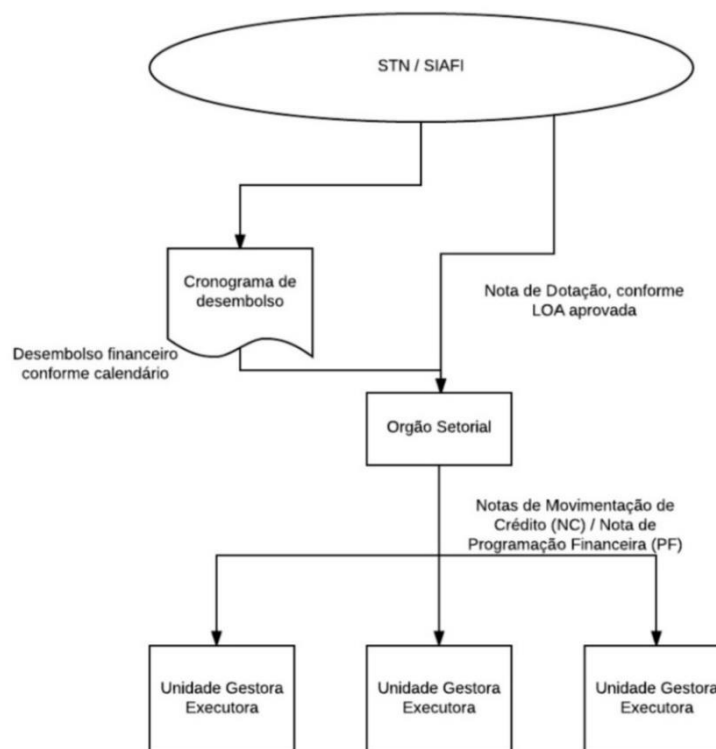 STN / SIAFI
Cronograma de
desembolso
Nota de Dotação, conforme
LOA aprovada
Desembolso financeiro
conforme calendário
Orgão Setorial
Notas de Movimentação de
Crédito (NC) / Nota de
Programação Financeira (PF)
Unidade Gestora
Executora
Unidade Gestora
Executora
Unidade Gestora
Executora